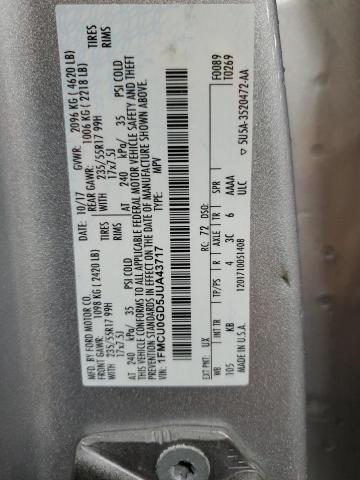 MFD. BY FORD MOTOR CO.
DATE: 10/17 GVWR: 2096 KG ( 4620 LB)
FRONT GAWR: 1098 KG ( 2420 LB) REAR GAWR: 1006 KG ( 2218 LB)
WITH 235/55R17 99H TIRES WITH 235/55R17 99H TIRES
17x7.5J RIMS 17x7.5J RIMS
AT 240 kPa/ 35 PSI COLD AT 240 kPa/ 35 PSI COLD
THIS VEHICLE CONFORMS TO ALL APPLICABLE FEDERAL MOTOR VEHICLE SAFETY AND THEFT
PREVENTION STANDARDS IN EFFECT ON THE DATE OF MANUFACTURE SHOWN ABOVE.
VIN: 1FMCU0GD5JUA43717
TYPE: MPV
F0089
T0269
EXT PNT: UX RC: 72 DSO:
WB INT TR TP/PS R AXLE TR SPR
105 KB 4 3C 6 AAAA
MADE IN U.S.A. 1201710051408 ULC
5U5A-3520472-AA